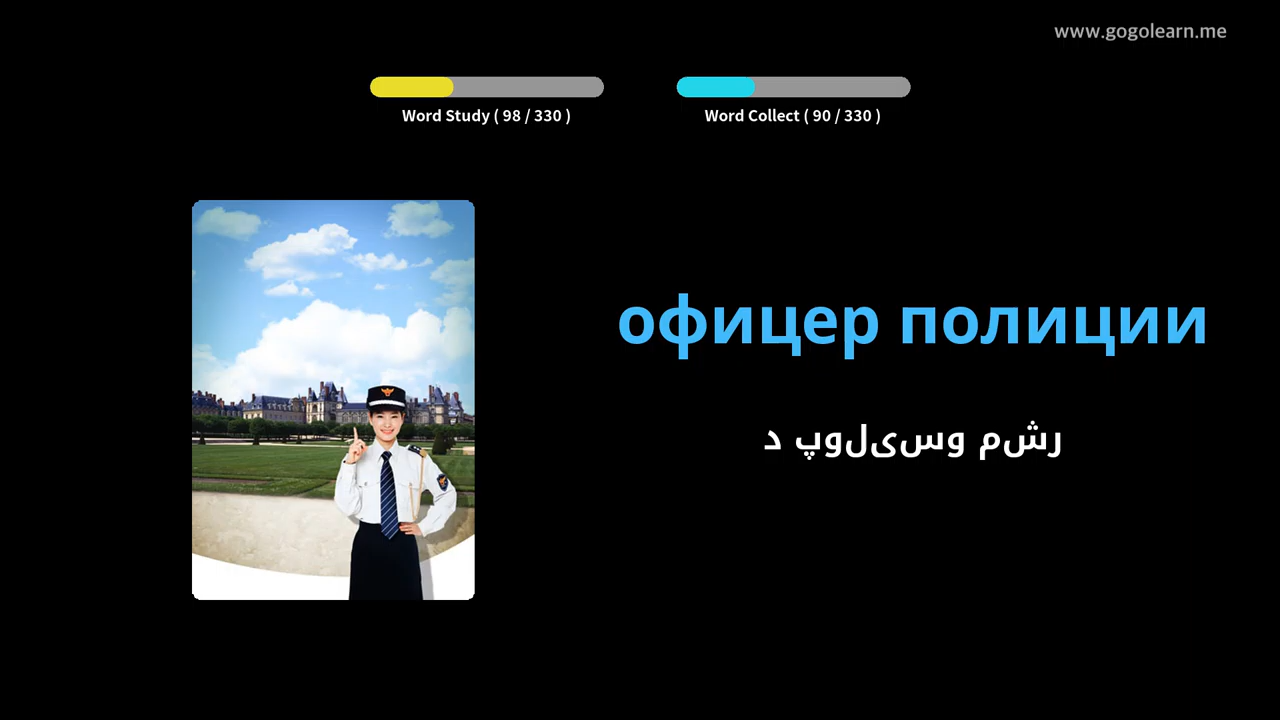 www.gogolearn.me
Word Study ( 98 / 330 )
Word Collect ( 90 / 330 )
офицер полиции
د پولیسو مشر